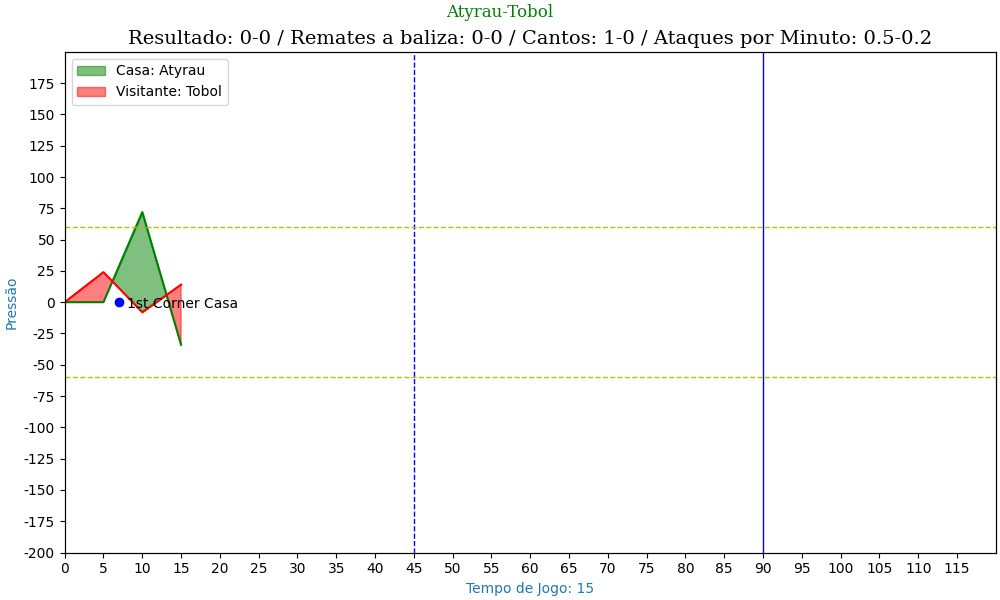 Atyrau-Tobol
Resultado: 0-0 / Remates a baliza: 0-0 / Cantos: 1-0 / Ataques por Minuto: 0.5-0.2
Casa: Atyrau
Visitante: Tobol
175
150
125
100
75
50
25
0
-25
-50
-75
-100
-125
-150
-175
-200
Pressão
1st Corner Casa
0 5 10 15 20 25 30 35 40 45 50 55 60 65 70 75 80 85 90 95 100 105 110 115
Tempo de Jogo: 15